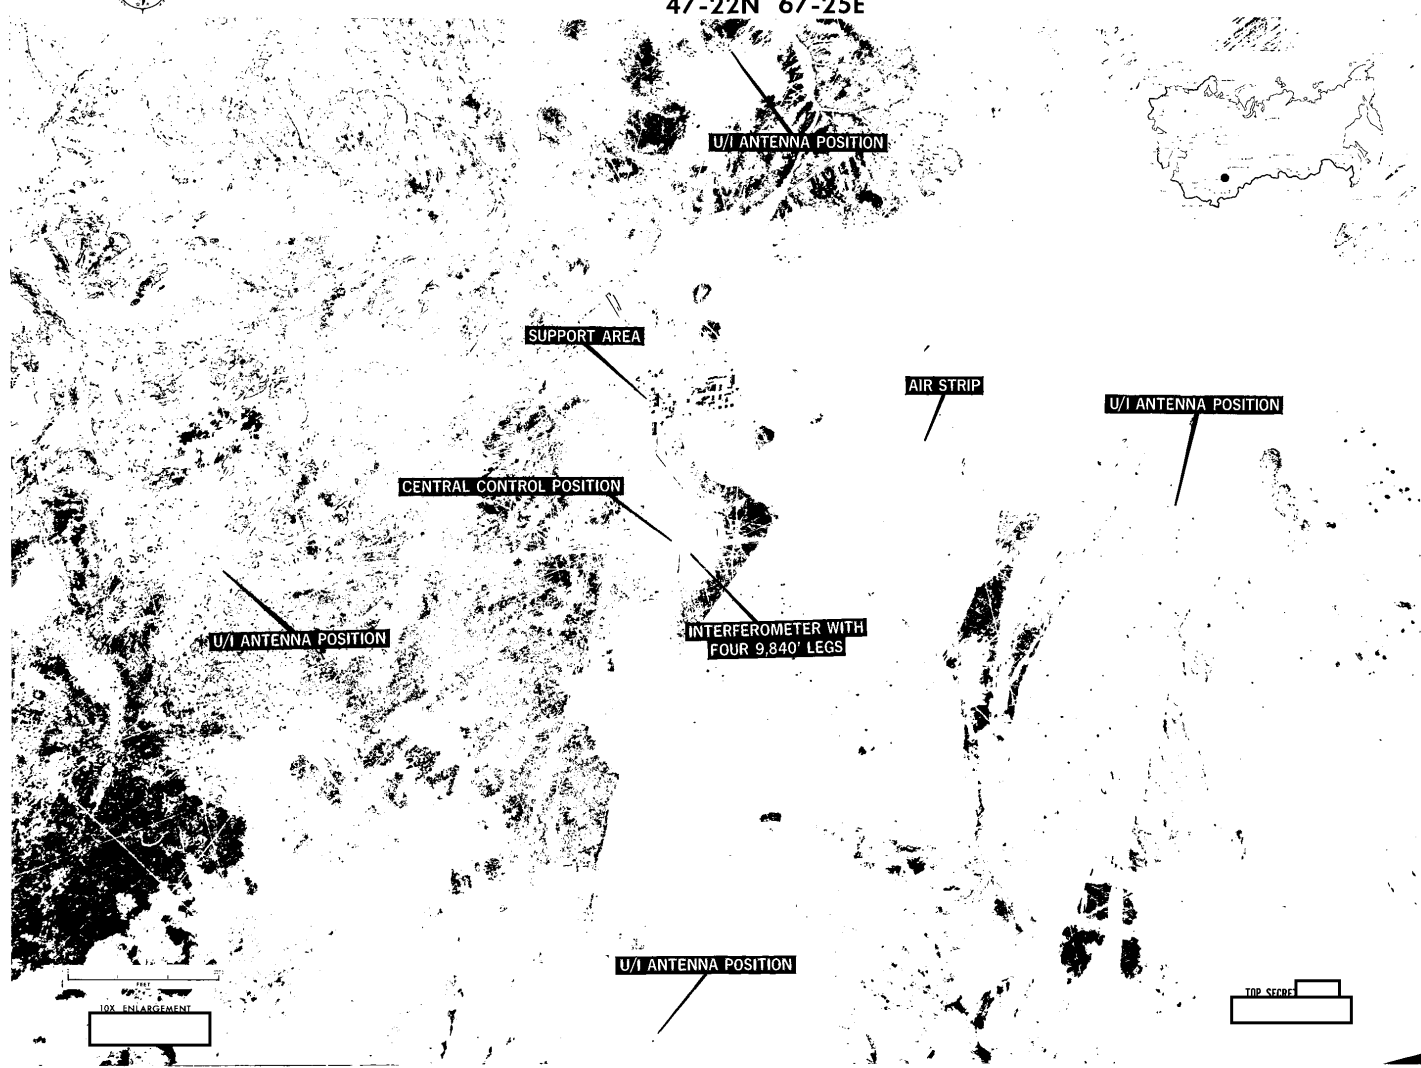 47-22N 67-25E
U/I ANTENNA POSITION
SUPPORT AREA
AIR STRIP
U/I ANTENNA POSITION
CENTRAL CONTROL POSITION
U/I ANTENNA POSITION
INTERFEROMETER WITH
FOUR 9,840' LEGS
U/I ANTENNA POSITION
FEET
10X ENLARGEMENT
TOP SECRET